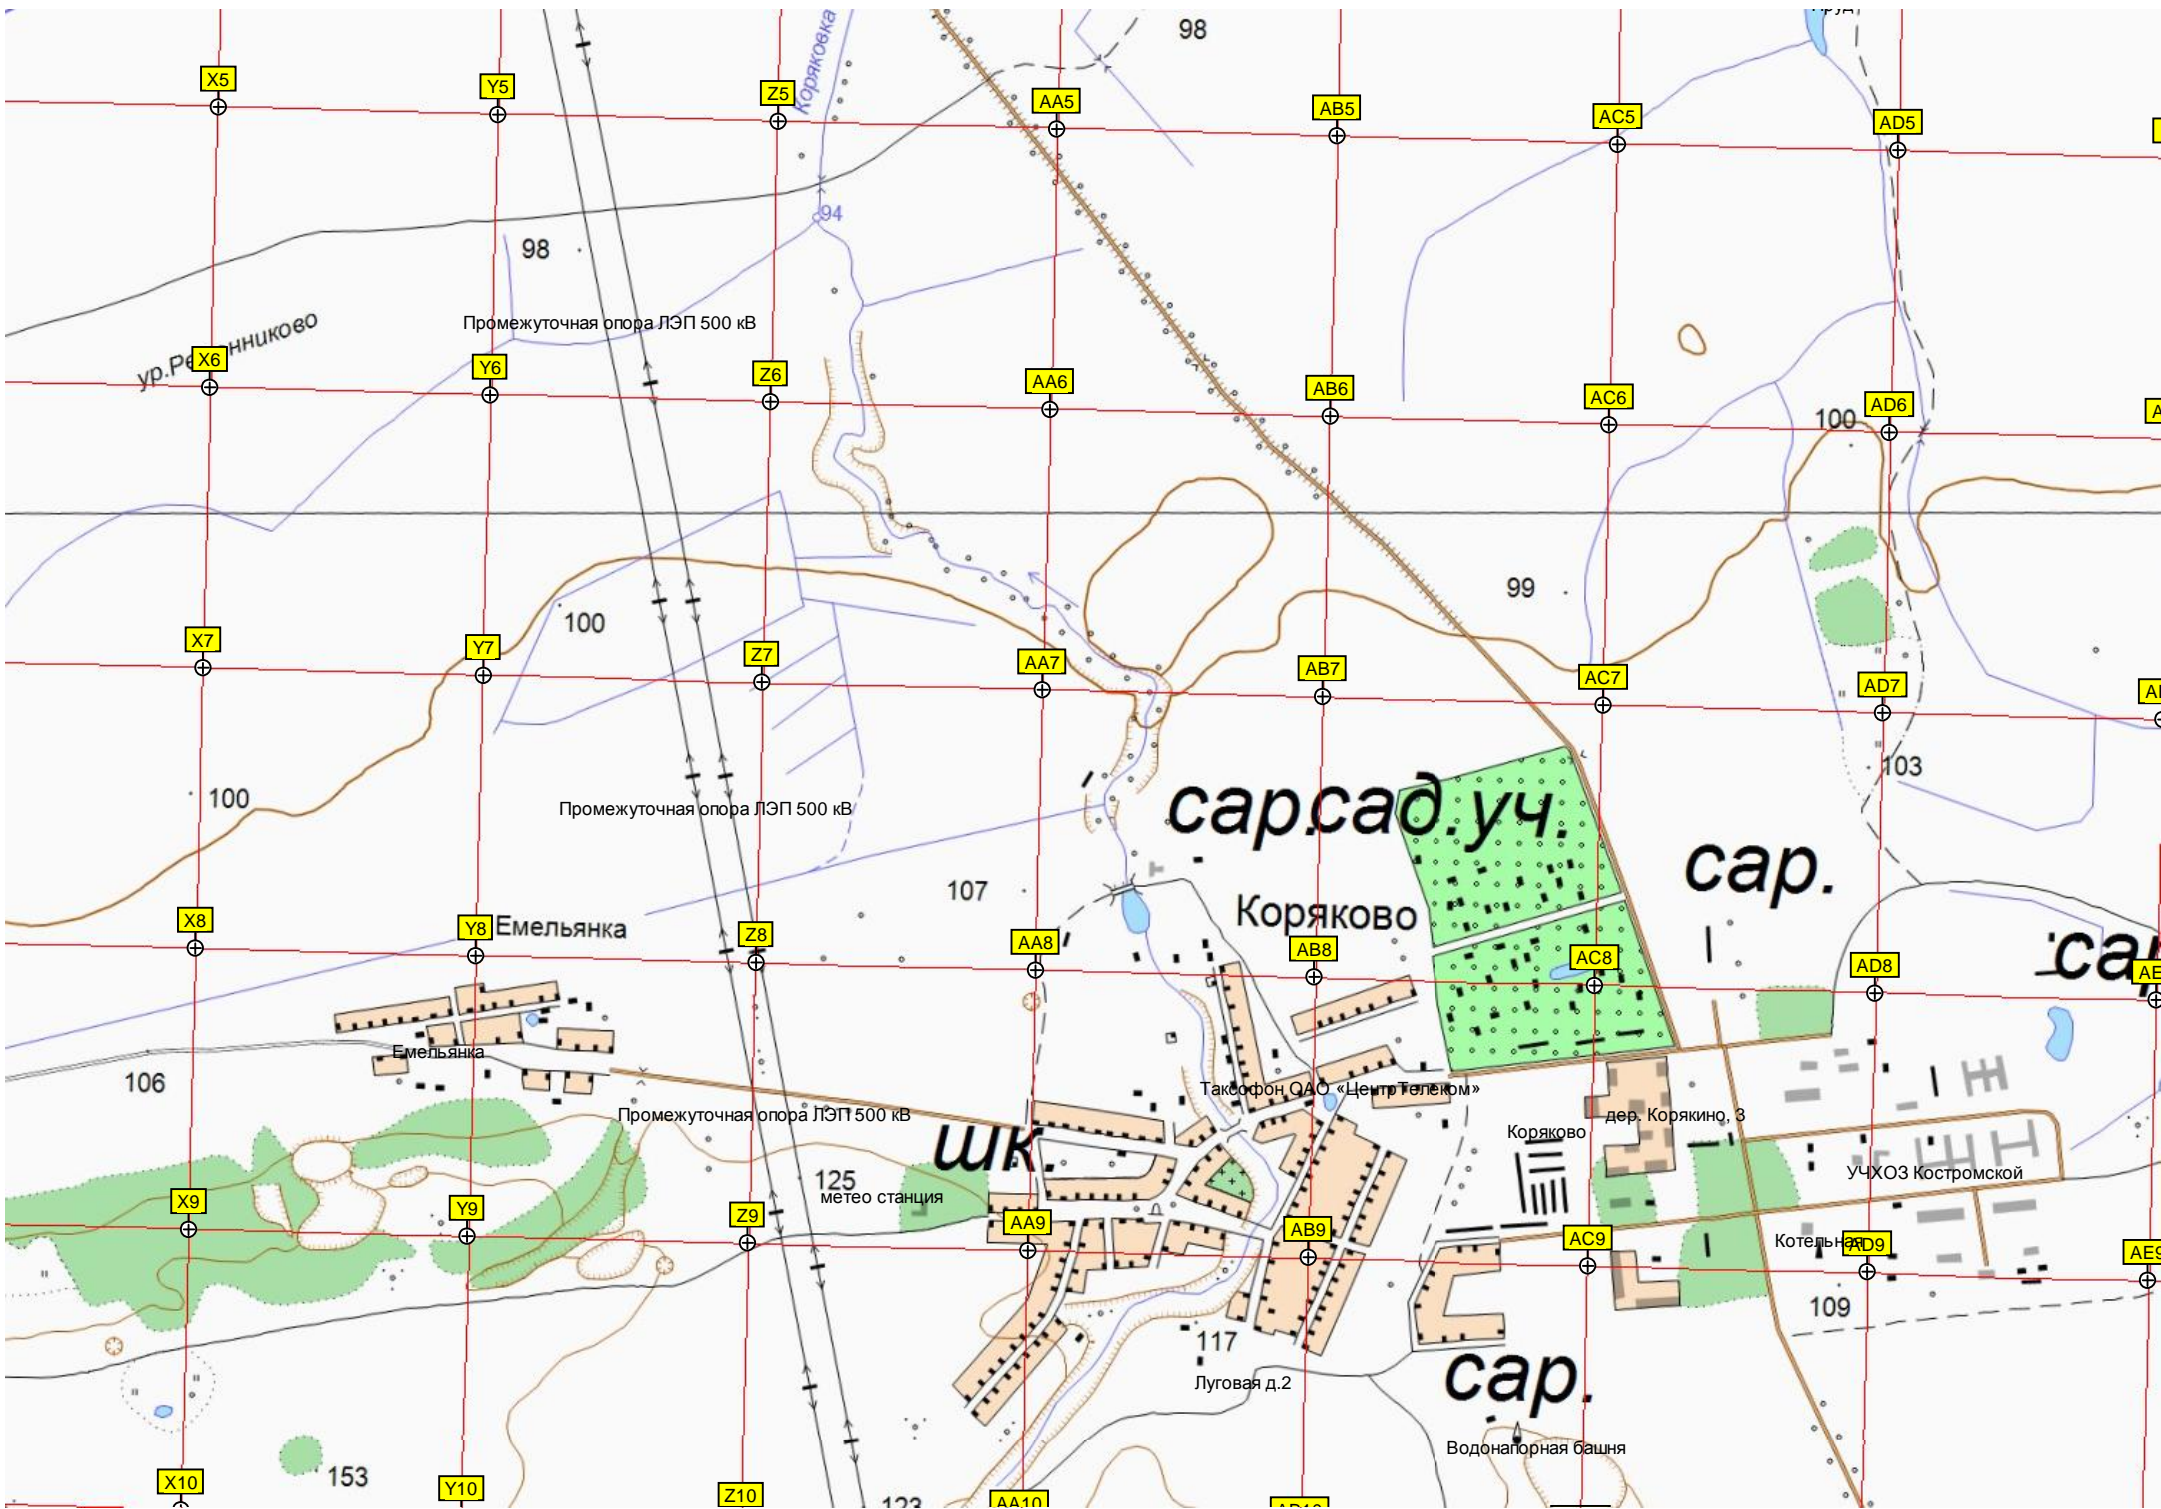 98
Коряковка
X5
Y5
Z5
AA5
AB5
AC5
AD5
94
98
Промежуточная опора ЛЭП 500 кВ
X6
Y6
Z6
AA6
AB6
AC6
AD6
100
99
100
X7
Y7
Z7
AA7
AB7
AC7
AD7
103
100
Промежуточная опора ЛЭП 500 кВ
сар.
сад.уч.
сар.
107
Коряково
Емельянка
X8
Y8
Z8
AA8
AB8
AC8
AD8
Емельянка
106
Таксофон ОАО «ЦентрТелеком»
Промежуточная опора ЛЭП 500 кВ
дер. Корякино, 3
Коряково
шк
125
метео станция
УЧХОЗ Костромской
X9
Y9
Z9
AA9
AB9
AC9
Котельная
AD9
AE9
109
117
Луговая д.2
сар.
Водонапорная башня
153
X10
Y10
Z10
AA10
123